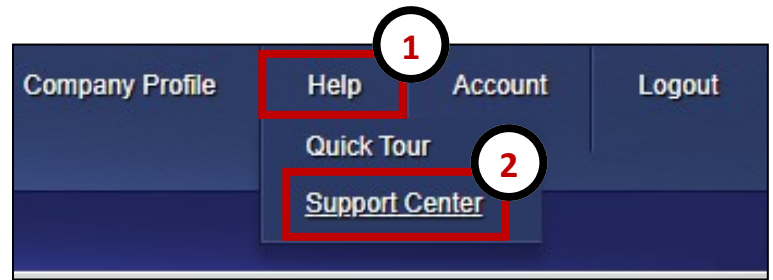 1
Company Profile Help Account Logout
Quick Tour
2
Support Center